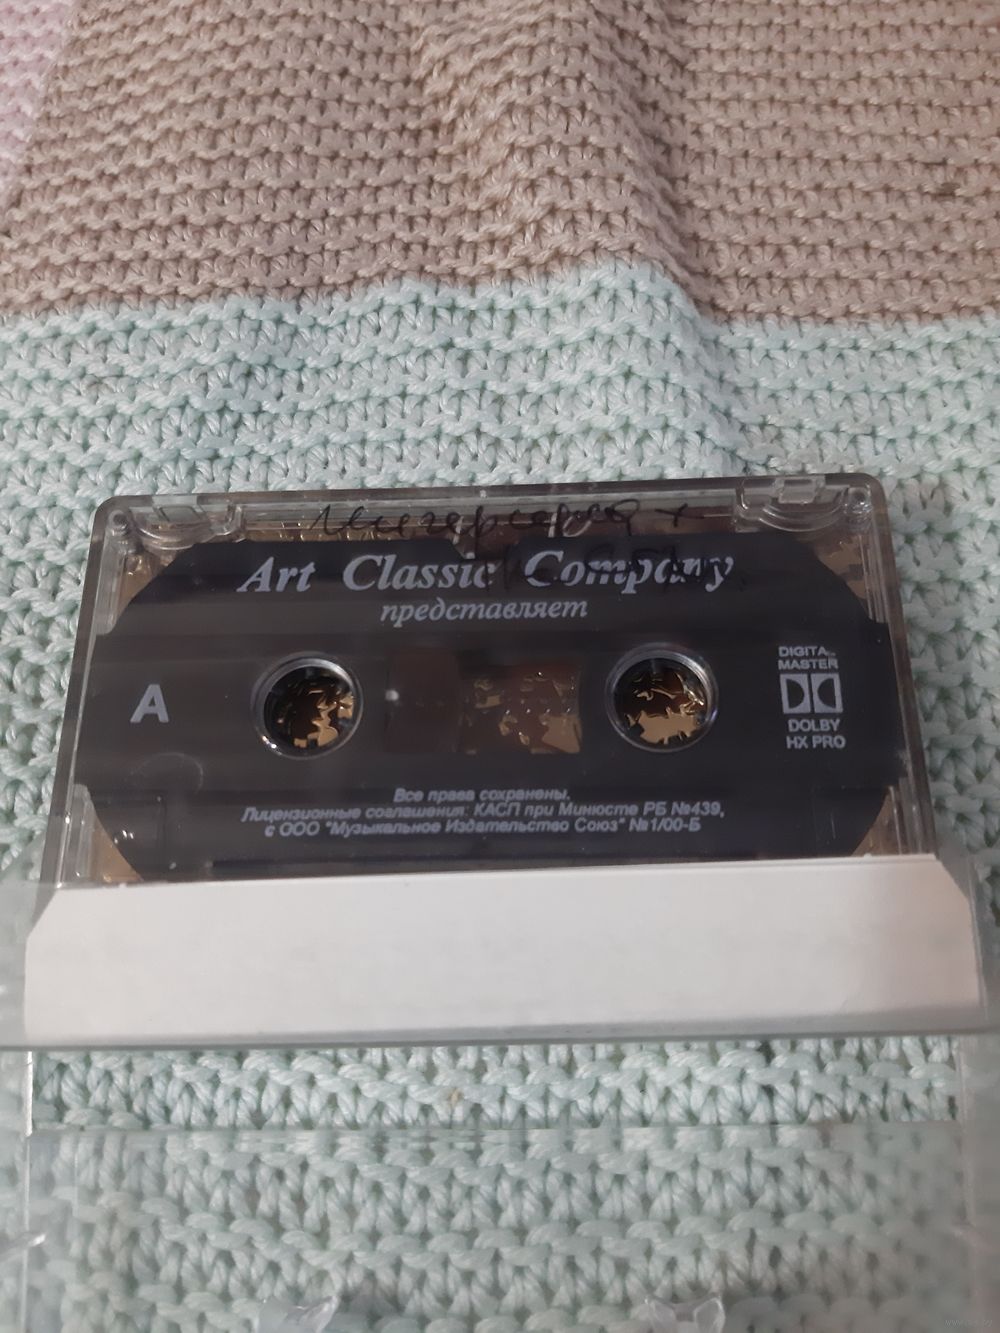 Art Classic Company
представляет
A
DIGITAL
MASTER
DOLBY
HX PRO
Все права сохранены.
Лицензионные соглашения: КАСП при Минюсте РБ №439,
с ООО "Музыкальное Издательство Союз" №1/00-Б